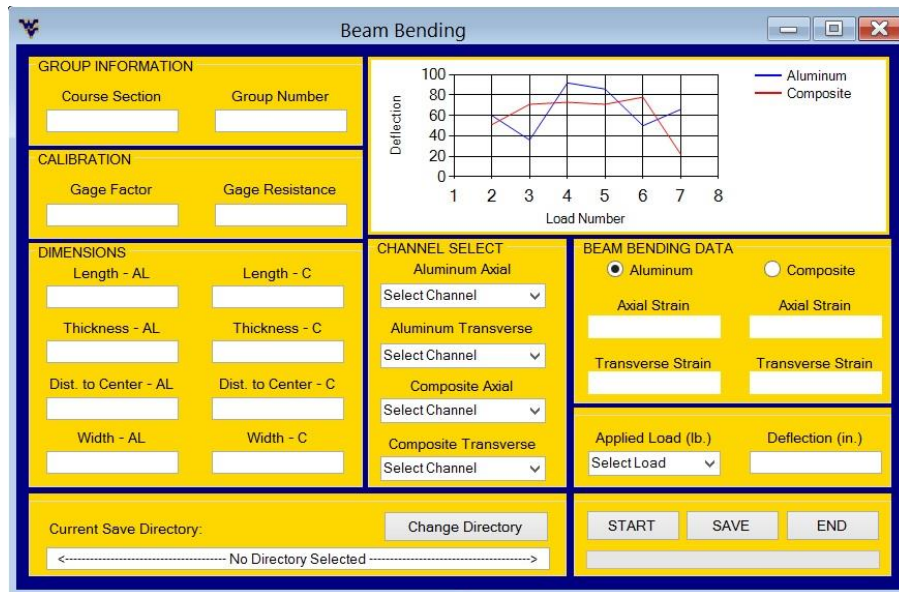 Beam Bending
GROUP INFORMATION
Course Section Group Number
CALIBRATION
Gage Factor Gage Resistance
DIMENSIONS
Length - AL Length - C
Thickness - AL Thickness - C
Dist. to Center - AL Dist. to Center - C
Width - AL Width - C
Deflection
100
80
60
40
20
0
1 2 3 4 5 6 7 8
Load Number
Aluminum
Composite
CHANNEL SELECT
Aluminum Axial
Select Channel
Aluminum Transverse
Select Channel
Composite Axial
Select Channel
Composite Transverse
Select Channel
BEAM BENDING DATA
Aluminum Composite
Axial Strain Axial Strain
Transverse Strain Transverse Strain
Applied Load (lb.) Deflection (in.)
Select Load
Current Save Directory: Change Directory
<---------------------------------------- No Directory Selected ---------------------------------------->
START SAVE END